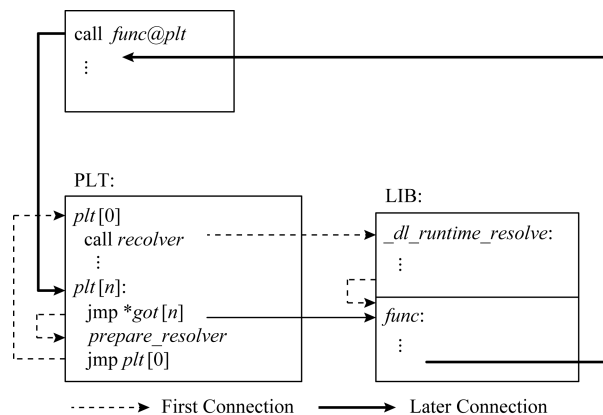 call func@plt
⋮
PLT:
plt[0]
call recolver
⋮
plt[n]:
jmp *got[n]
prepare_resolver
jmp plt[0]
LIB:
_dl_runtime_resolve:
⋮
func:
⋮
First Connection
Later Connection